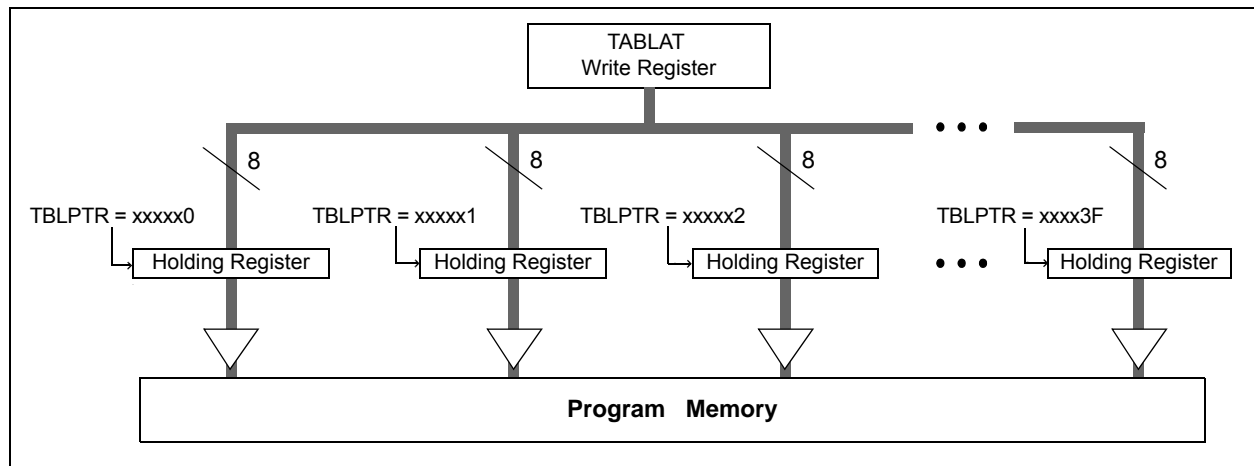 TABLAT
Write Register
8
8
8
8
TBLPTR = xxxxx0
TBLPTR = xxxxx1
TBLPTR = xxxxx2
TBLPTR = xxxx3F
Holding Register
Holding Register
Holding Register
Holding Register
Program Memory